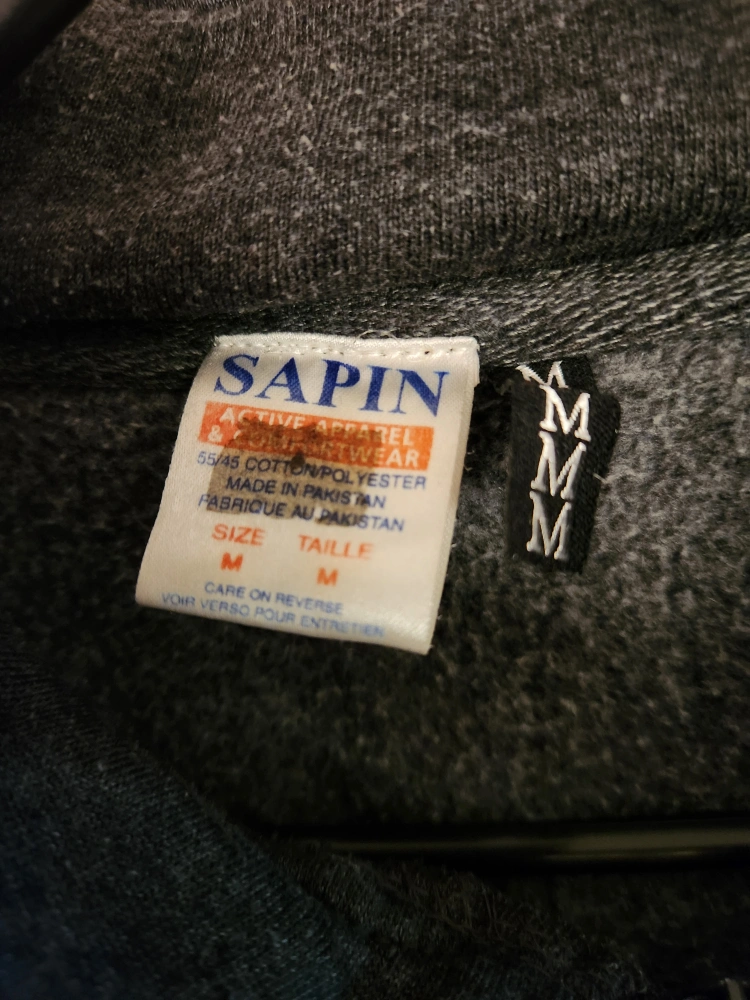 SAPIN
ACTIVE APPAREL
& WEAR
55/45 COTTON/POLYESTER
MADE IN PAKISTAN
FABRIQUE AU PAKISTAN
SIZE TAILLE
M M
CARE ON REVERSE
VOIR VERSO POUR ENTRETIEN
M
M
M
M